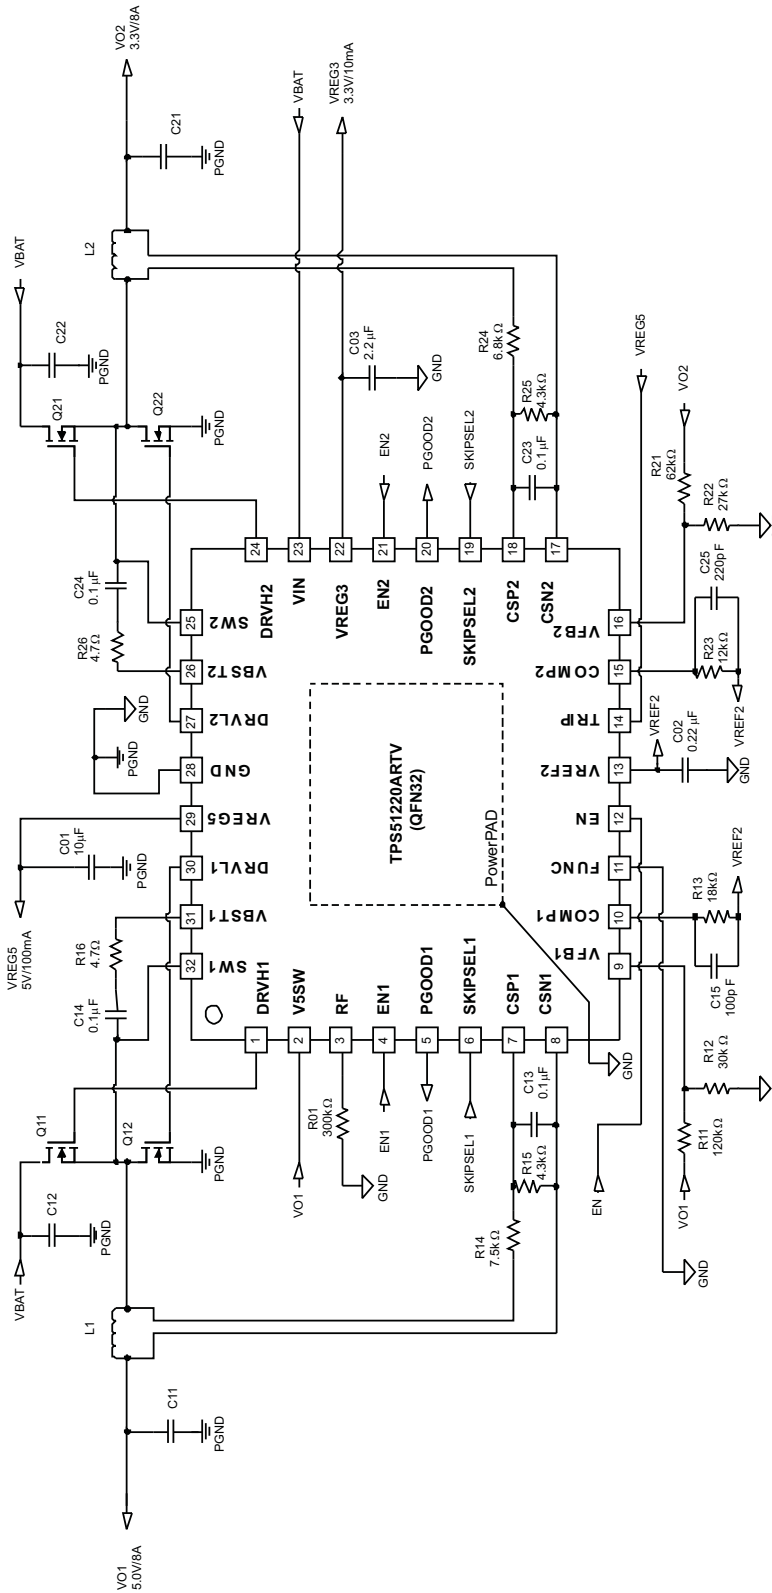 VO2
3.3V/8A
C21
PGND
VBAT
VREG3
3.3V/10mA
L2
VBAT
C22
PGND
Q21
Q22
PGND
C24
0.1µF
R26
4.7Ω
GND
PGND
C03
2.2µF
GND
R24
6.8kΩ
R25
4.3kΩ
C23
0.1µF
EN2
PGOOD2
SKIPSEL2
VREG5
VO2
R21
62kΩ
R22
27kΩ
C25
220pF
R23
12kΩ
VREF2
VREF2
C02
0.22µF
GND
24
23
22
21
20
19
18
17
DRVH2
VIN
VREG3
EN2
PGOOD2
SKIPSEL2
CSP2
CSN2
25
SW2
26
VBST2
27
DRVL2
28
GND
29
VREG5
30
DRVL1
31
VBST1
32
SW1
VFB2
16
COMP2
15
TRIP
14
VREF2
13
EN
12
FUNC
11
COMP1
10
VFB1
9
TPS51220ARTV
(QFN32)
PowerPAD
DRVH1
V5SW
RF
EN1
PGOOD1
SKIPSEL1
CSP1
CSN1
1
2
3
4
5
6
7
8
GND
VREG5
5V/100mA
C01
10µF
PGND
R16
4.7Ω
C14
0.1µF
Q11
Q12
PGND
C12
PGND
VBAT
L1
C11
PGND
VO1
5.0V/8A
VO1
R01
300kΩ
GND
EN1
PGOOD1
SKIPSEL1
C13
0.1µF
R15
4.3kΩ
R14
7.5kΩ
R13
18kΩ
VREF2
C15
100pF
R12
30kΩ
R11
120kΩ
VO1
EN
GND